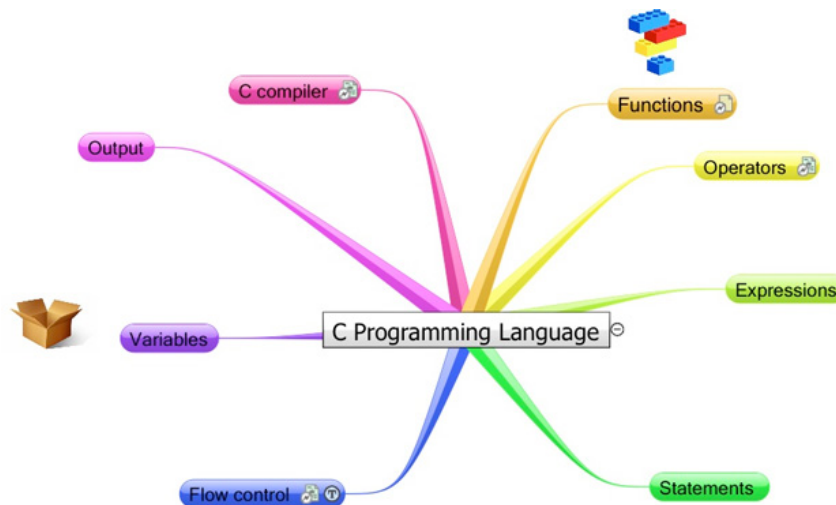 C compiler
Functions
Output
Operators
Expressions
C Programming Language
Variables
Flow control
Statements